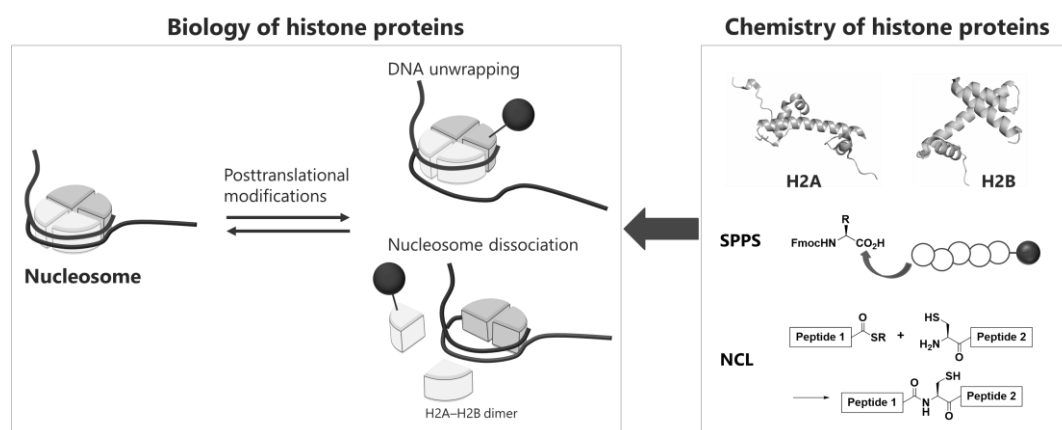 Biology of histone proteins
DNA unwrapping
Posttranslational
modifications
Nucleosome
Nucleosome dissociation
H2A–H2B dimer
Chemistry of histone proteins
H2A
H2B
SPPS
R
FmocHN
CO₂H
NCL
Peptide 1
O
SR
+
HS
H₂N
O
Peptide 2
Peptide 1
O
N
H
SH
O
Peptide 2